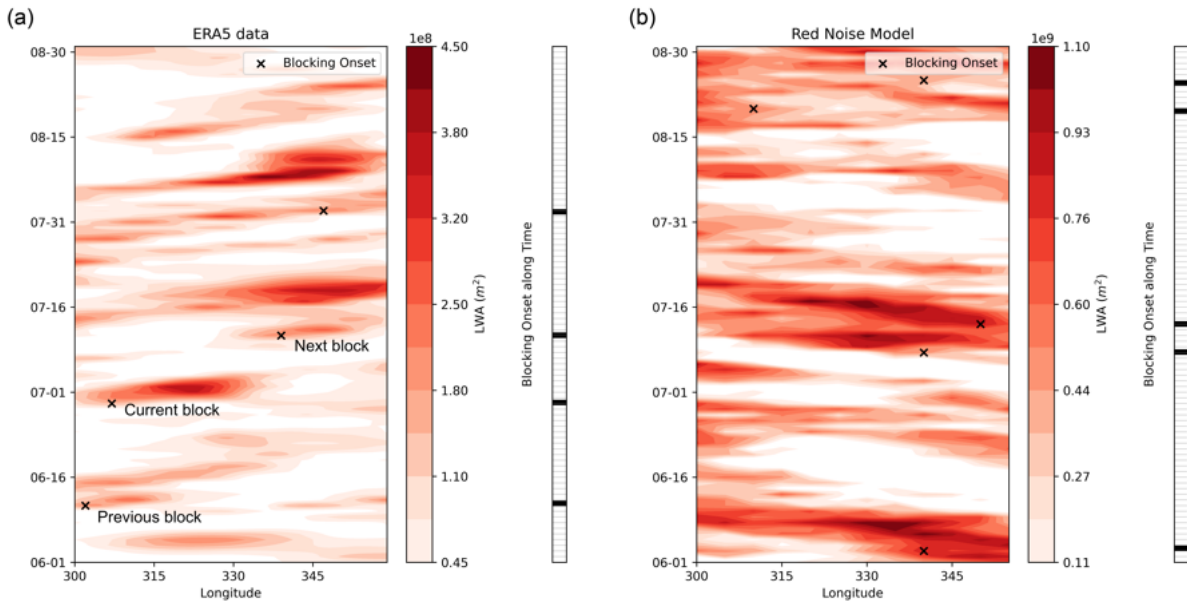 (a)
ERA5 data
08-30
08-15
07-31
07-16
07-01
06-16
06-01
300
315
330
345
Longitude
Blocking Onset
Next block
Current block
Previous block
1e8
4.50
3.80
3.20
2.50
1.80
1.10
0.45
LWA (m²)
Blocking Onset along Time
(b)
Red Noise Model
08-30
08-15
07-31
07-16
07-01
06-16
06-01
300
315
330
345
Longitude
Blocking Onset
1e9
1.10
0.93
0.76
0.60
0.44
0.27
0.11
LWA (m²)
Blocking Onset along Time